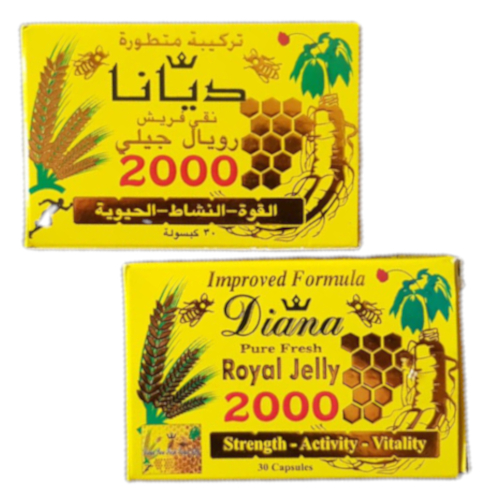 تركيبة متطورة
ديانا
نقي فريش
رويال جيلي
2000
القوة-النشاط-الحيوية
٣٠ كبسولة
Improved Formula
Diana
Pure Fresh
Royal Jelly
2000
Strength - Activity - Vitality
30 Capsules